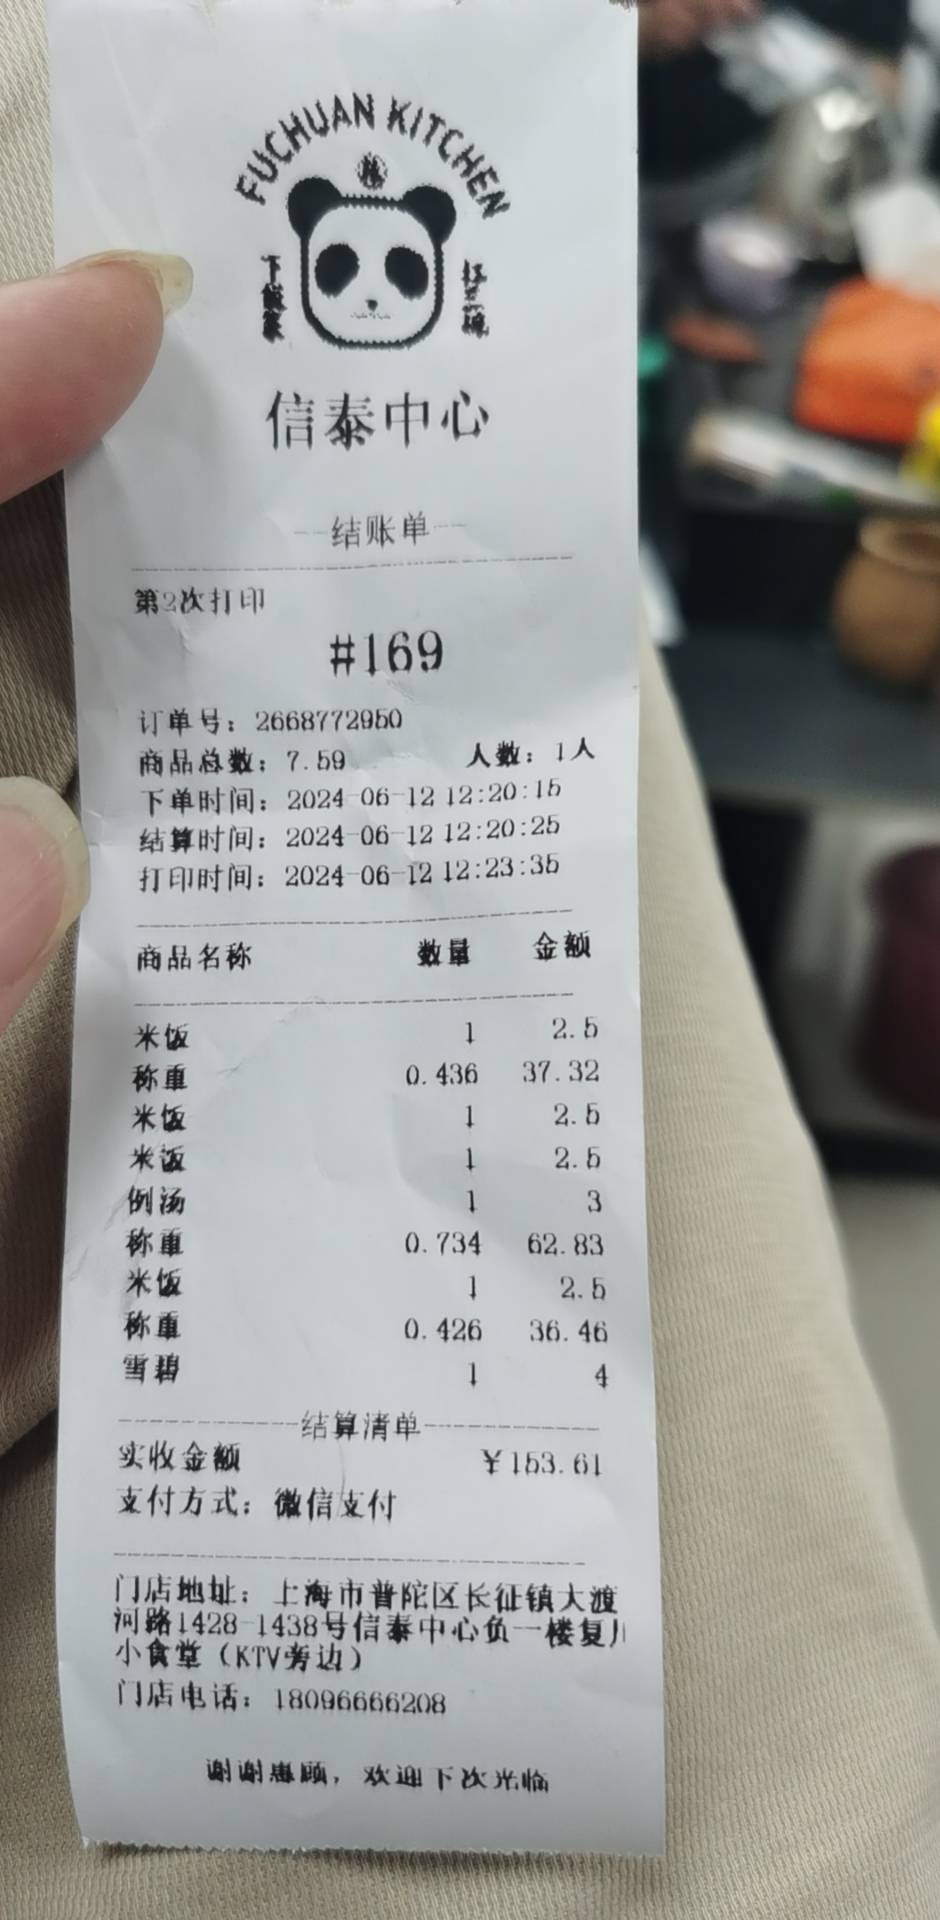 FUCHUAN KITCHEN
信泰中心
结账单
第2次打印
#169
订单号：2668772950
商品总数：7.59 人数：1人
下单时间：2024-06-12 12:20:15
结算时间：2024-06-12 12:20:25
打印时间：2024-06-12 12:23:35
商品名称 数量 金额
米饭 1 2.5
称重 0.436 37.32
米饭 1 2.5
米饭 1 2.5
例汤 1 3
称重 0.734 62.83
米饭 1 2.5
称重 0.426 36.46
雪碧 1 4
结算清单
实收金额 ￥153.61
支付方式：微信支付
门店地址：上海市普陀区长征镇大渡
河路1428-1438号信泰中心负一楼复川
小食堂（KTV旁边）
门店电话：18096666208
谢谢惠顾，欢迎下次光临